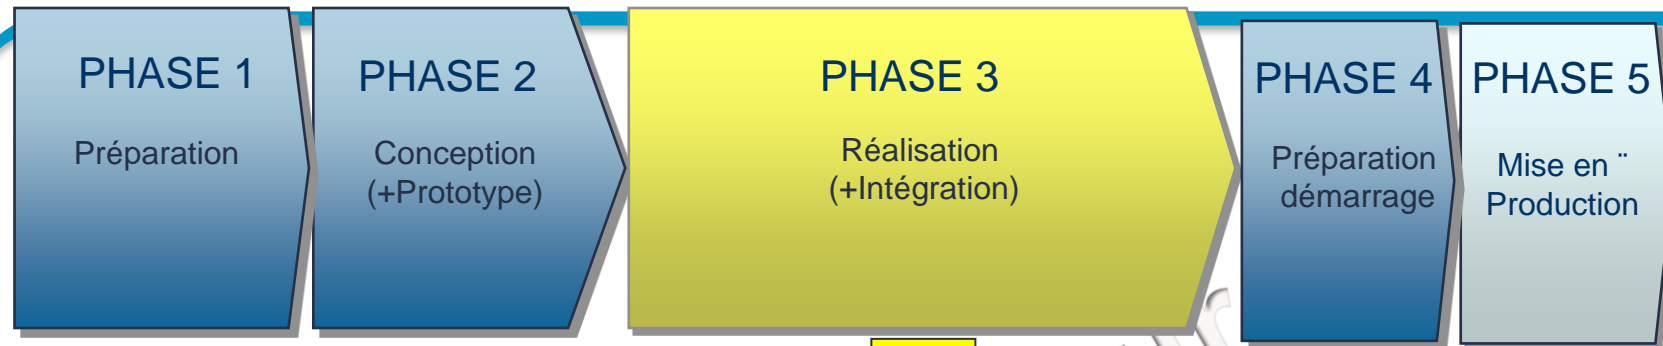 PHASE 1
Préparation
PHASE 2
Conception
(+Prototype)
PHASE 3
Réalisation
(+Intégration)
PHASE 4
Préparation
démarrage
PHASE 5
Mise en ¨
Production